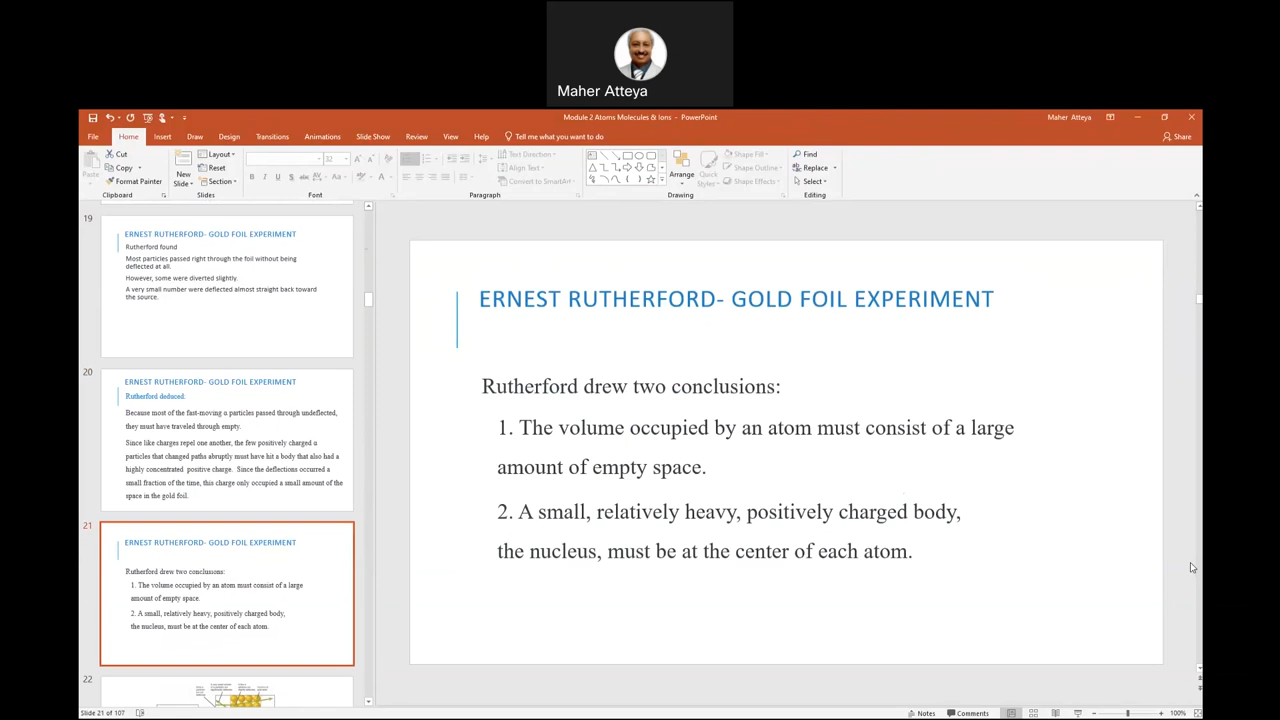 Maher Atteya
Module 2 Atoms Molecules & Ions - PowerPoint
Maher Atteya
File Home Insert Draw Design Transitions Animations Slide Show Review View Help Tell me what you want to do
Share
Paste
Cut
Copy
Format Painter
Clipboard
New
Slide
Layout
Reset
Section
Slides
32
B I U S abc AV Aa A
Font
Text Direction
Align Text
Convert to SmartArt
Paragraph
Arrange
Quick
Styles
Shape Fill
Shape Outline
Shape Effects
Drawing
Find
Replace
Select
Editing
19
ERNEST RUTHERFORD- GOLD FOIL EXPERIMENT
Rutherford found
Most particles passed right through the foil without being
deflected at all.
However, some were diverted slightly.
A very small number were deflected almost straight back toward
the source.
20
ERNEST RUTHERFORD- GOLD FOIL EXPERIMENT
Rutherford deduced.
Because most of the fast-moving α particles passed through undeflected,
they must have traveled through empty.
Since like charges repel one another, the few positively charged α
particles that changed paths abruptly must have hit a body that also had a
highly concentrated positive charge. Since the deflections occurred a
small fraction of the time, this charge only occupied a small amount of the
space in the gold foil.
21
ERNEST RUTHERFORD- GOLD FOIL EXPERIMENT
Rutherford drew two conclusions:
1. The volume occupied by an atom must consist of a large
amount of empty space.
2. A small, relatively heavy, positively charged body,
the nucleus, must be at the center of each atom.
22
ERNEST RUTHERFORD- GOLD FOIL EXPERIMENT
Rutherford drew two conclusions:
1. The volume occupied by an atom must consist of a large
amount of empty space.
2. A small, relatively heavy, positively charged body,
the nucleus, must be at the center of each atom.
Slide 21 of 107
Notes
Comments
100%